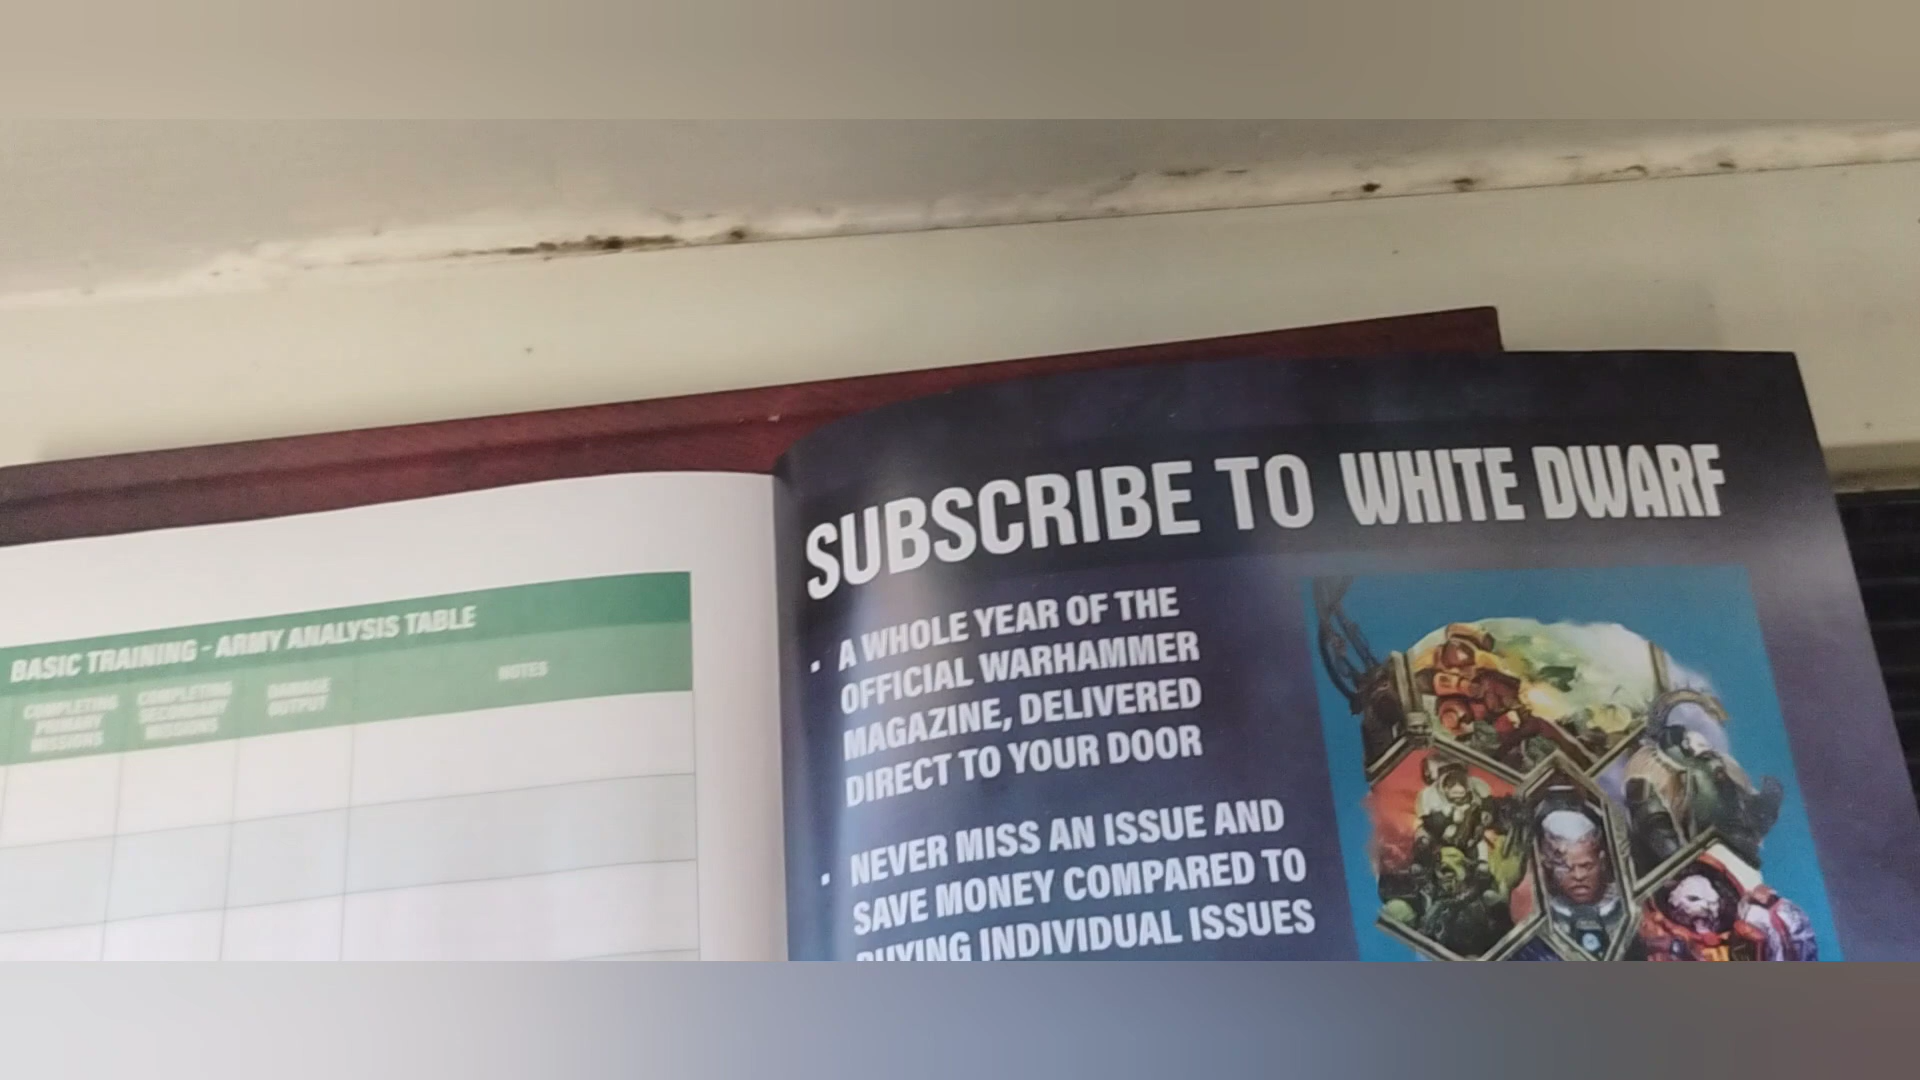 BASIC TRAINING - ARMY ANALYSIS TABLE
COMPLETING
PRIMARY
MISSIONS
COMPLETING
SECONDARY
MISSIONS
DAMAGE
OUTPUT
NOTES
SUBSCRIBE TO WHITE DWARF
• A WHOLE YEAR OF THE
OFFICIAL WARHAMMER
MAGAZINE, DELIVERED
DIRECT TO YOUR DOOR
• NEVER MISS AN ISSUE AND
SAVE MONEY COMPARED TO
BUYING INDIVIDUAL ISSUES